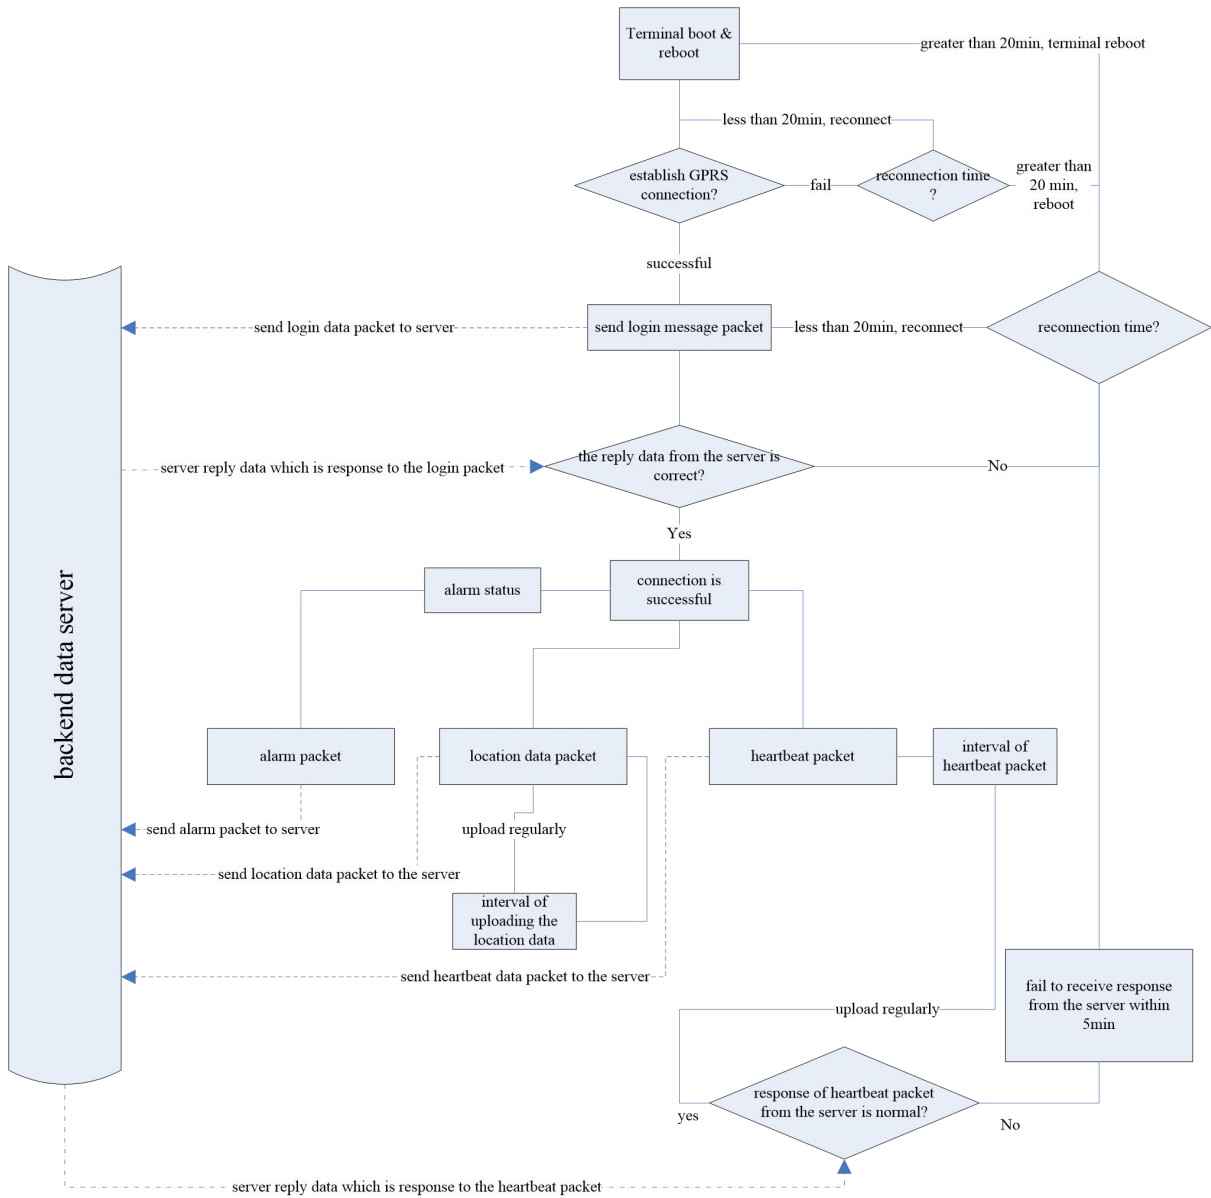 Terminal boot &
reboot
greater than 20min, terminal reboot
less than 20min, reconnect
establish GPRS
connection?
fail
reconnection time
?
greater than
20 min,
reboot
successful
send login data packet to server
send login message packet
less than 20min, reconnect
reconnection time?
server reply data which is response to the login packet
the reply data from the server is
correct?
No
Yes
alarm status
connection is
successful
backend data server
alarm packet
location data packet
heartbeat packet
interval of
heartbeat packet
send alarm packet to server
upload regularly
send location data packet to the server
interval of
uploading the
location data
send heartbeat data packet to the server
fail to receive response
from the server within
5min
upload regularly
response of heartbeat packet
from the server is normal?
yes
No
server reply data which is response to the heartbeat packet